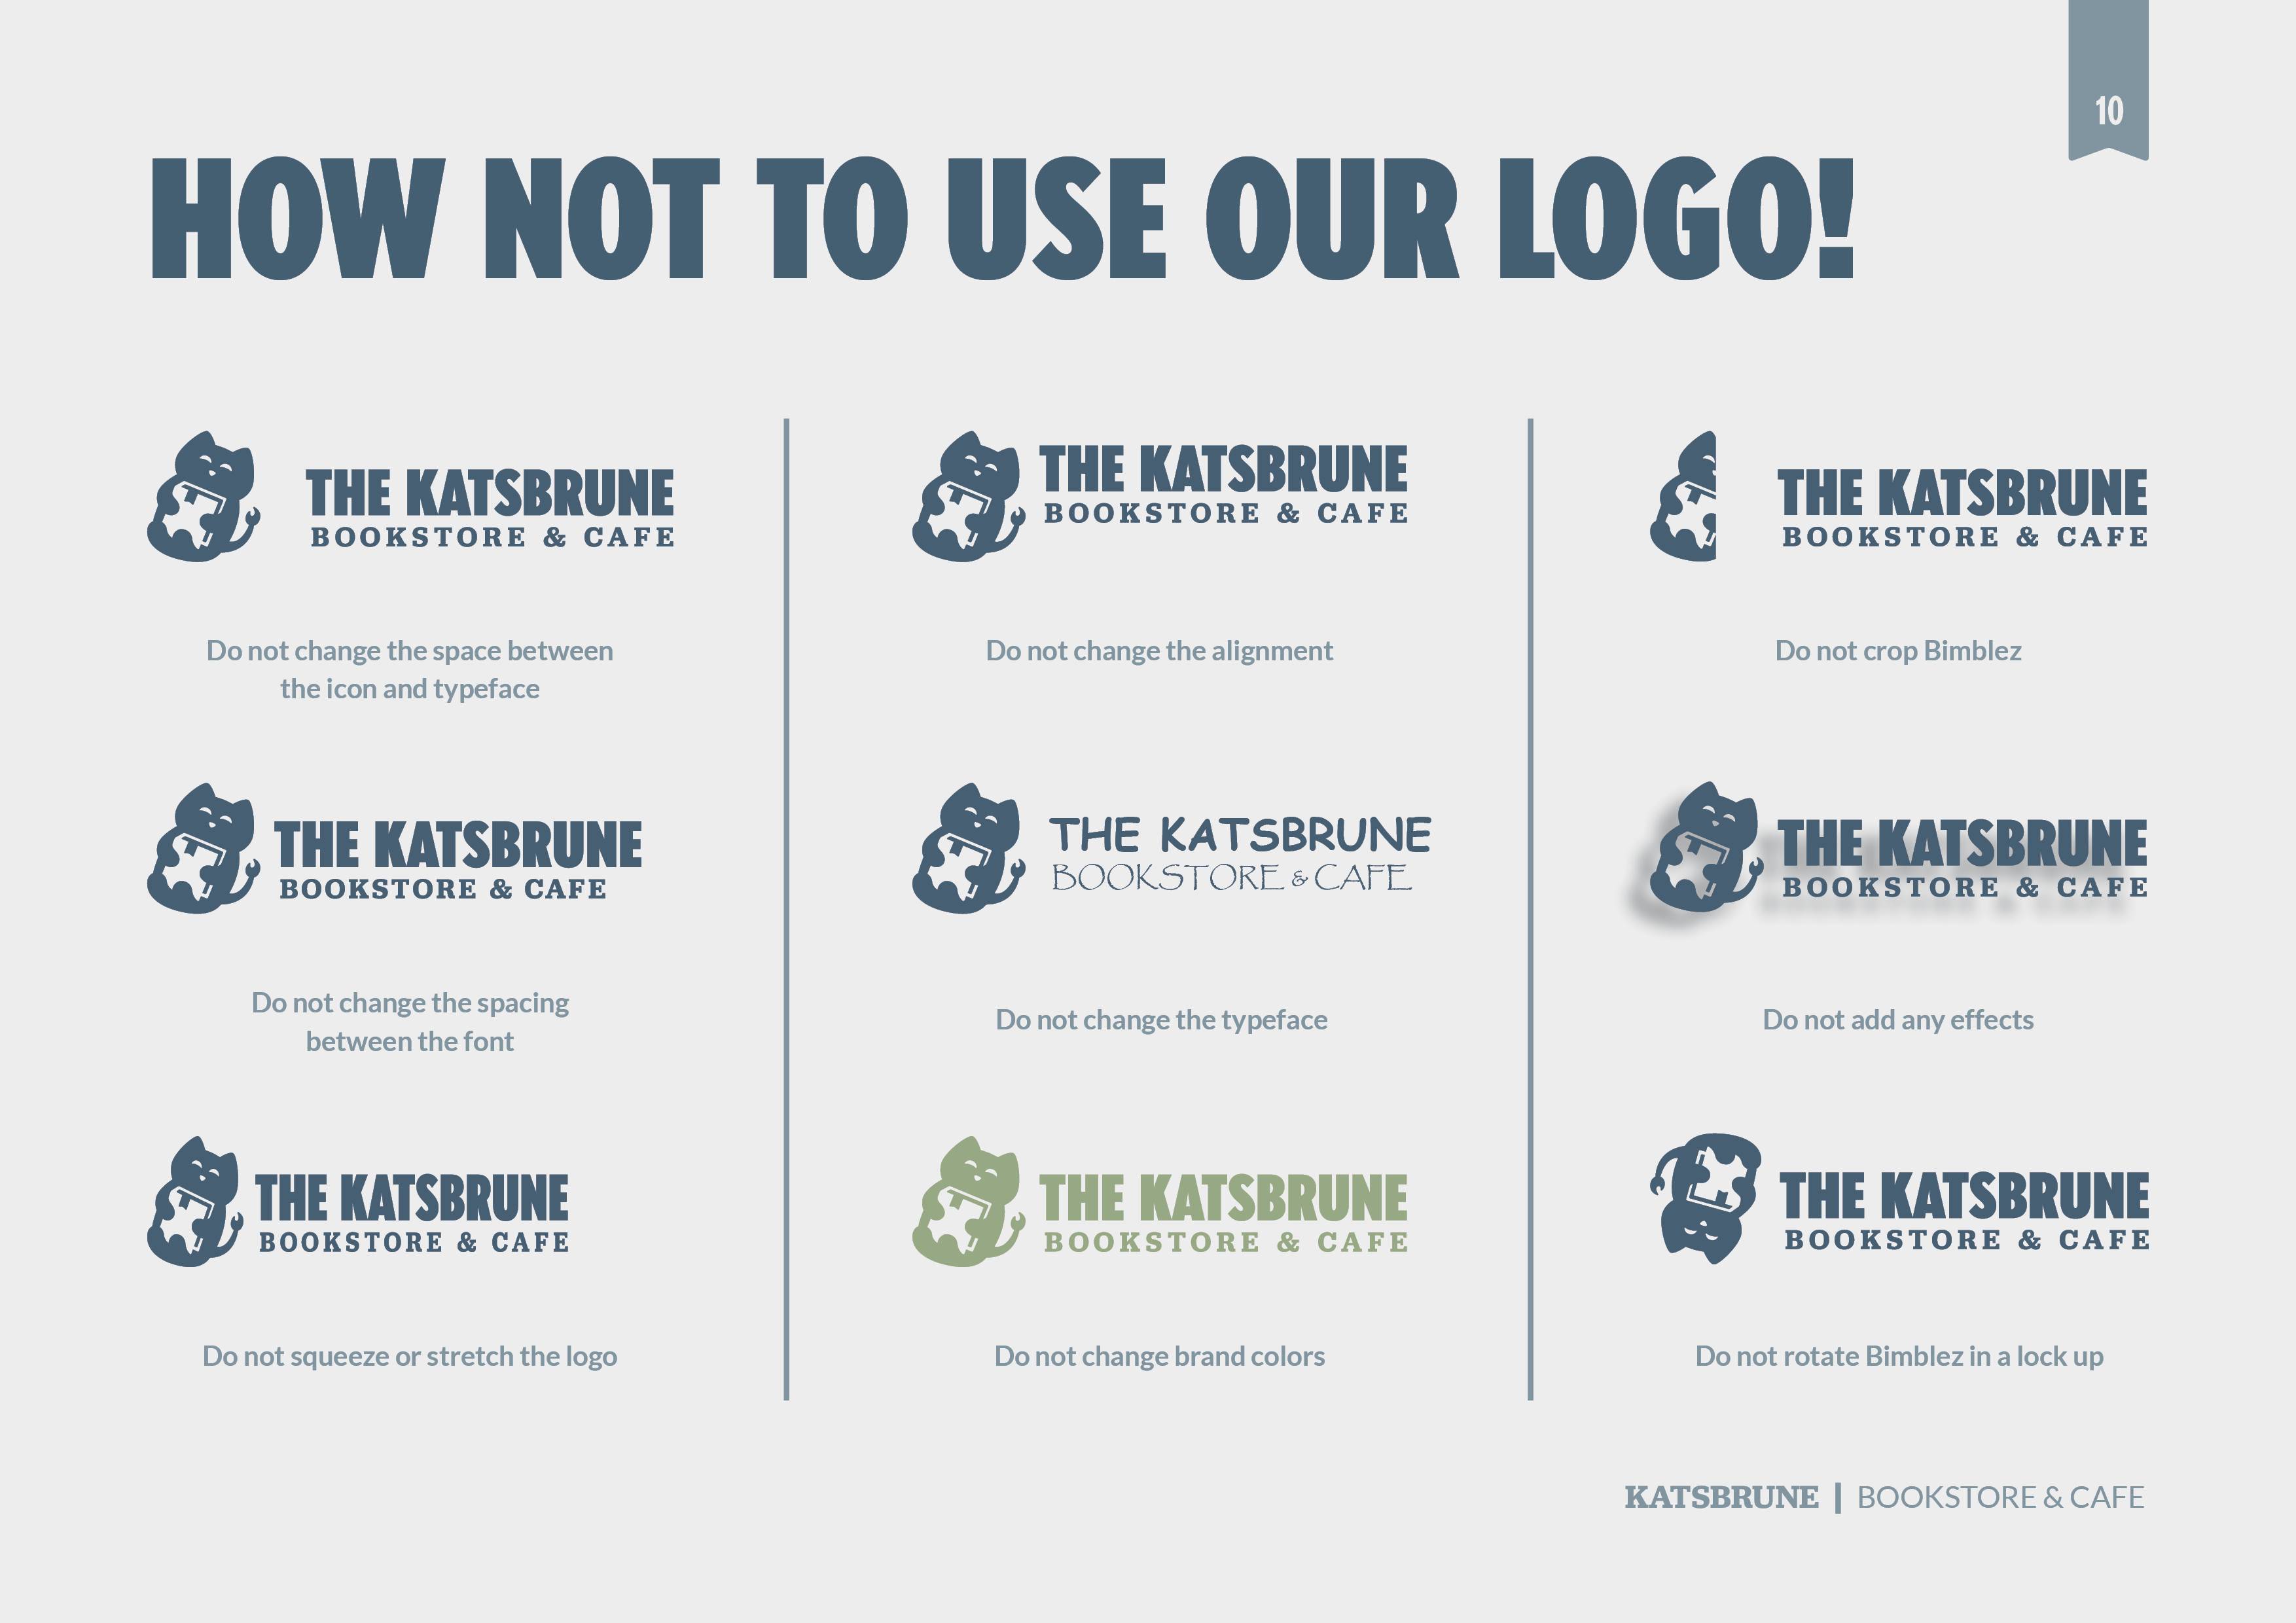 10
HOW NOT TO USE OUR LOGO!
THE KATSBRUNE
BOOKSTORE & CAFE
Do not change the space between
the icon and typeface
THE KATSBRUNE
BOOKSTORE & CAFE
Do not change the alignment
THE KATSBRUNE
BOOKSTORE & CAFE
Do not crop Bimblez
THE KATSBRUNE
BOOKSTORE & CAFE
Do not change the spacing
between the font
THE KATSBRUNE
BOOKSTORE & CAFE
Do not change the typeface
THE KATSBRUNE
BOOKSTORE & CAFE
Do not add any effects
THE KATSBRUNE
BOOKSTORE & CAFE
Do not squeeze or stretch the logo
THE KATSBRUNE
BOOKSTORE & CAFE
Do not change brand colors
THE KATSBRUNE
BOOKSTORE & CAFE
Do not rotate Bimblez in a lock up
KATSBRUNE | BOOKSTORE & CAFE